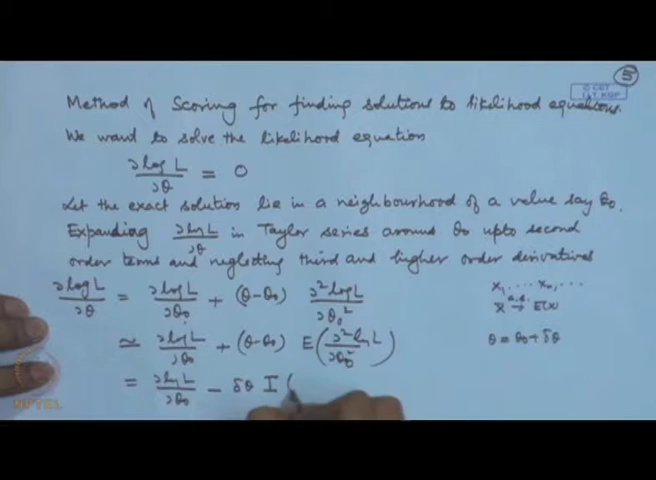 5
© CET
I.I.T. KGP
Method of Scoring for finding solutions to likelihood equations.
We want to solve the likelihood equation
∂ log L / ∂θ = 0
Let the exact solution lie in a neighbourhood of a value say θ₀.
Expanding ∂ log L / ∂θ in Taylor series around θ₀ upto second
order terms and neglecting third and higher order derivatives
∂ log L / ∂θ = ∂ log L / ∂θ₀ + (θ-θ₀) ∂² log L / ∂θ₀²
≃ ∂ log L / ∂θ₀ + (θ-θ₀) E(∂² log L / ∂θ₀²)
= ∂ log L / ∂θ₀ - δθ I (
X₁, ... Xₙ, ...
X̄ a.s. → E(X)
θ = θ₀ + δθ
NPTEL